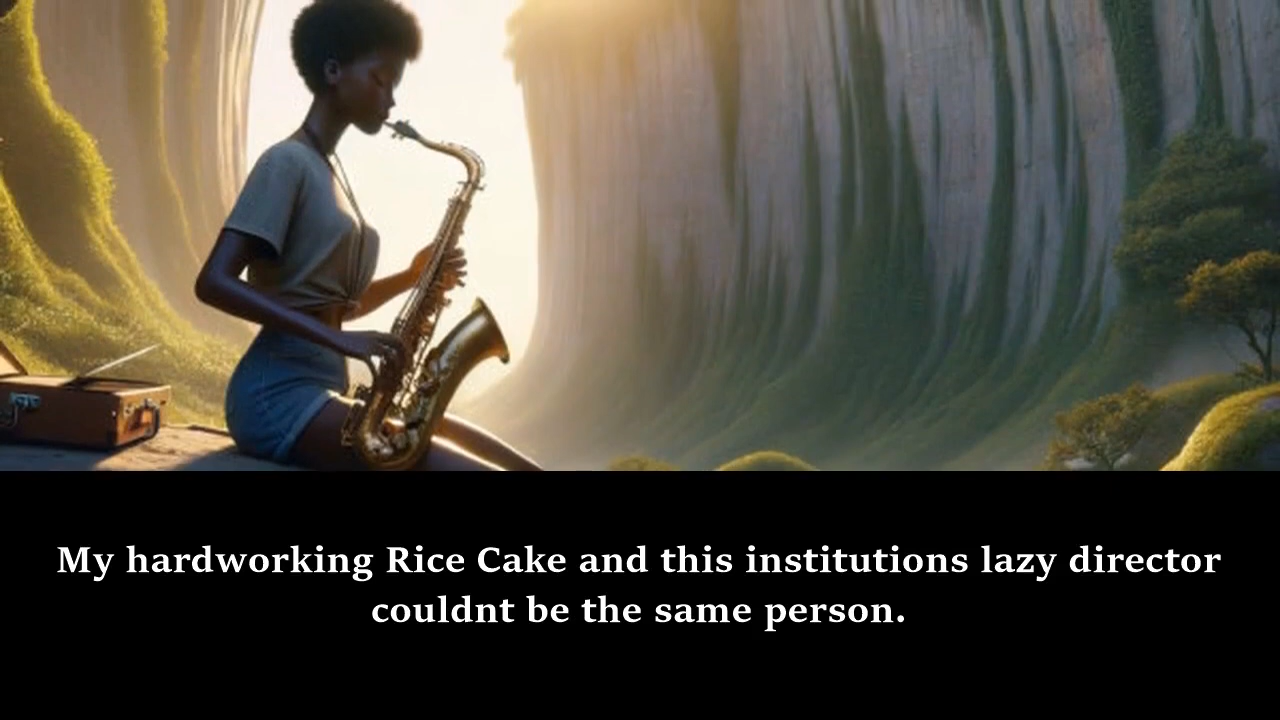 My hardworking Rice Cake and this institutions lazy director
couldnt be the same person.